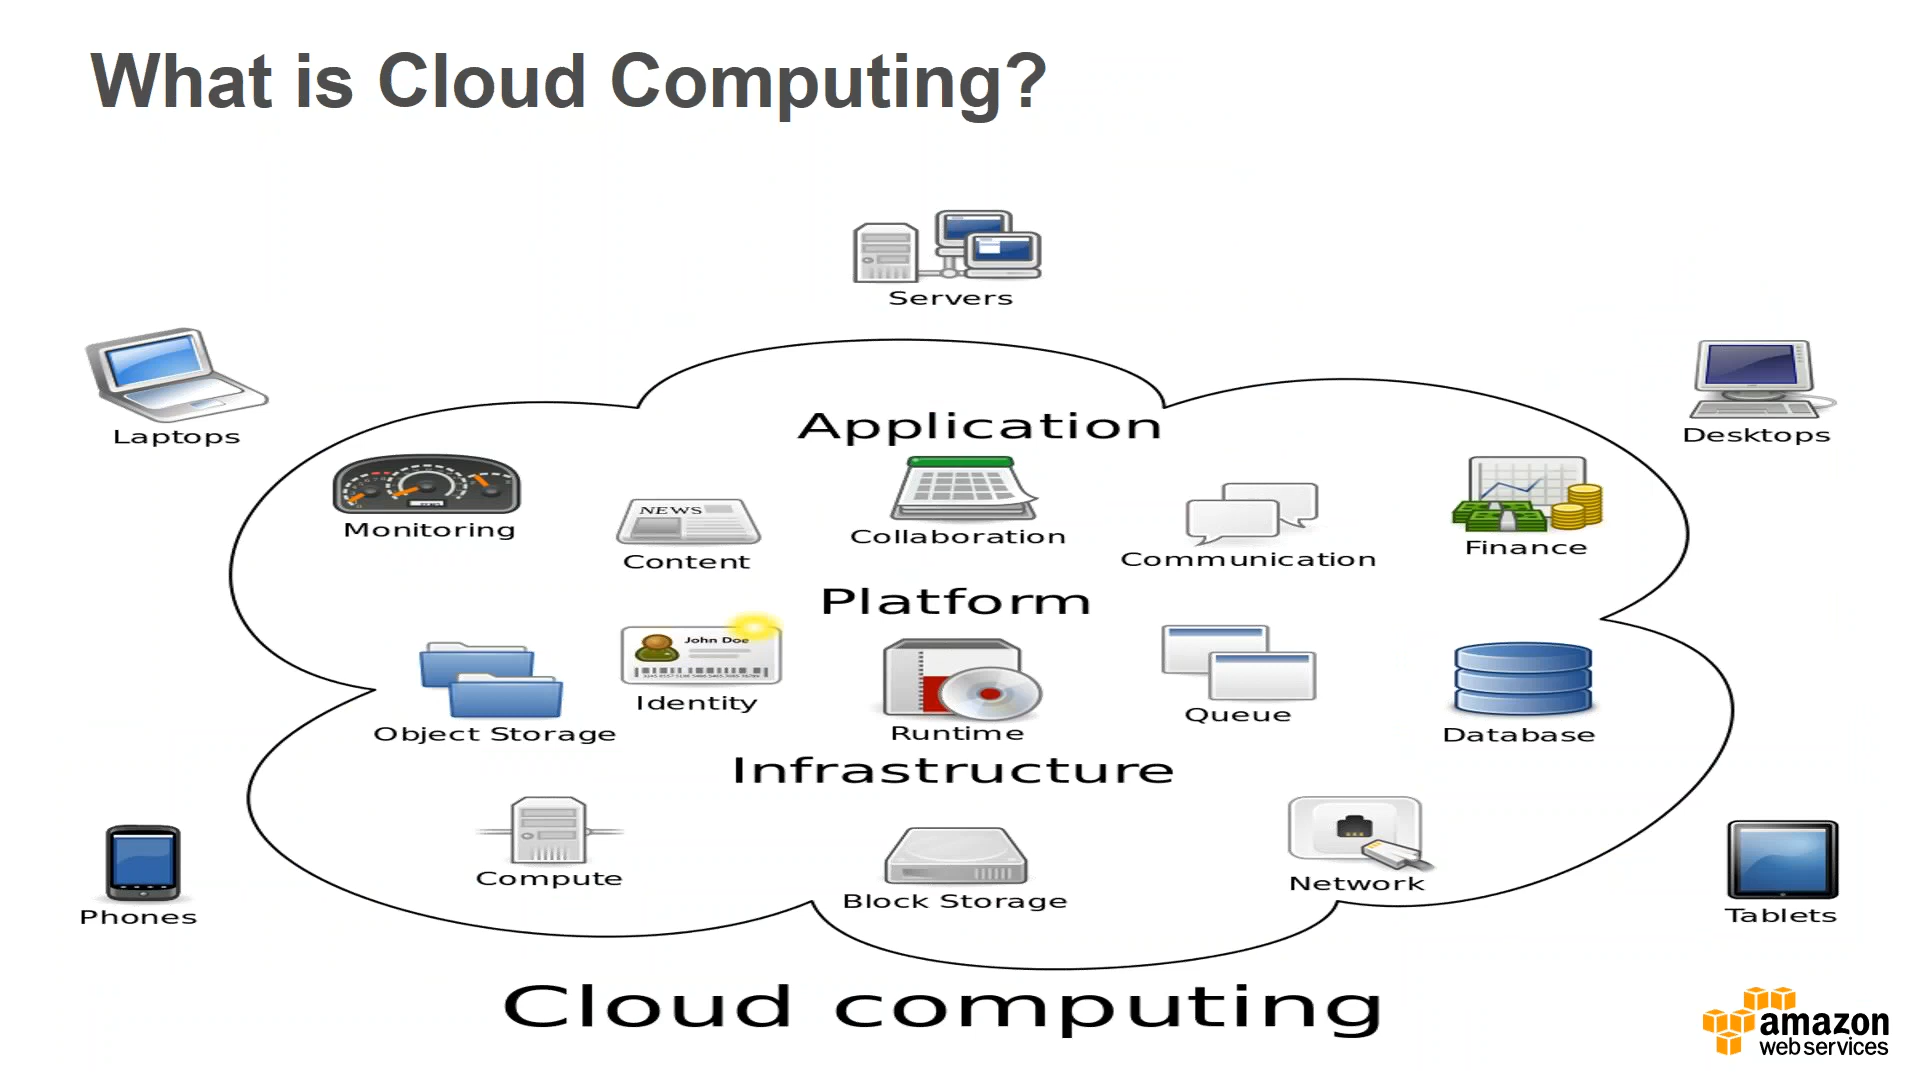 What is Cloud Computing?
Servers
Laptops
Desktops
Application
Monitoring
NEWS
Content
Collaboration
Communication
Finance
Platform
John Doe
Identity
Object Storage
Runtime
Queue
Database
Infrastructure
Compute
Block Storage
Network
Phones
Tablets
Cloud computing
amazon
web services